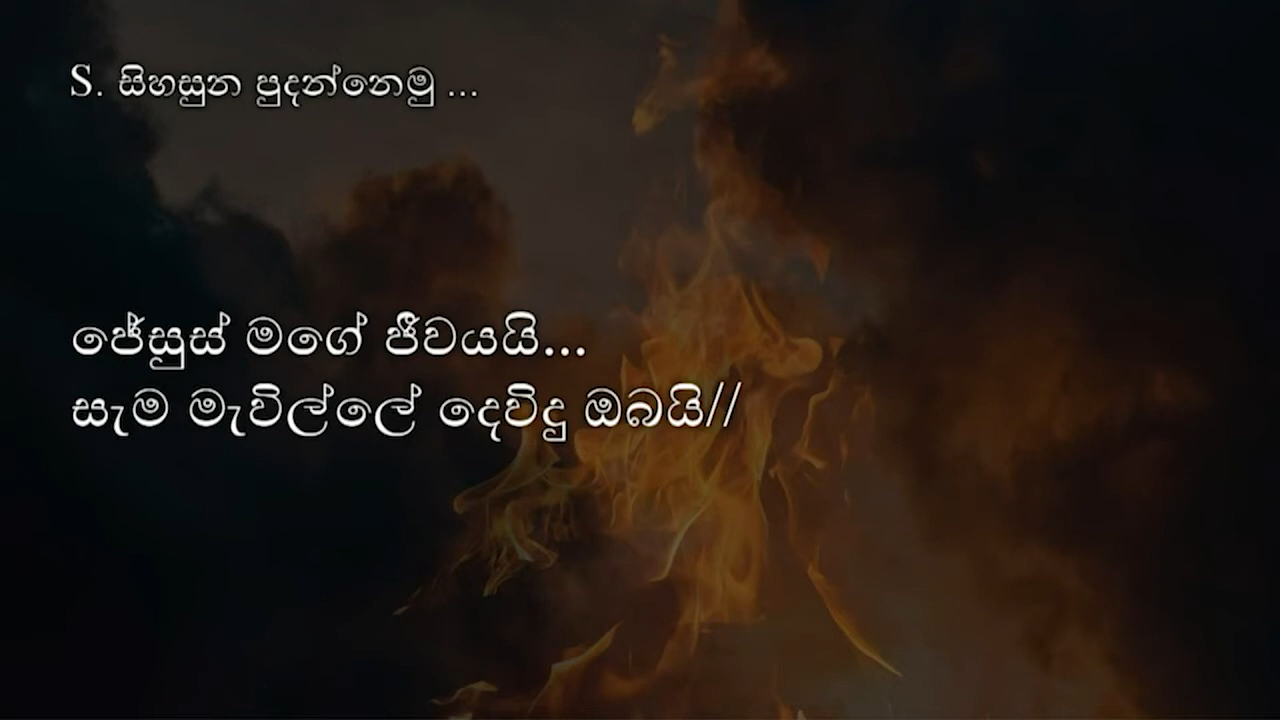 S. සිහසුන පුදන්නෙමු ...
ජේසුස් මගේ ජීවයයි...
සැම මැවිල්ලේ දෙවිදු ඔබයි//